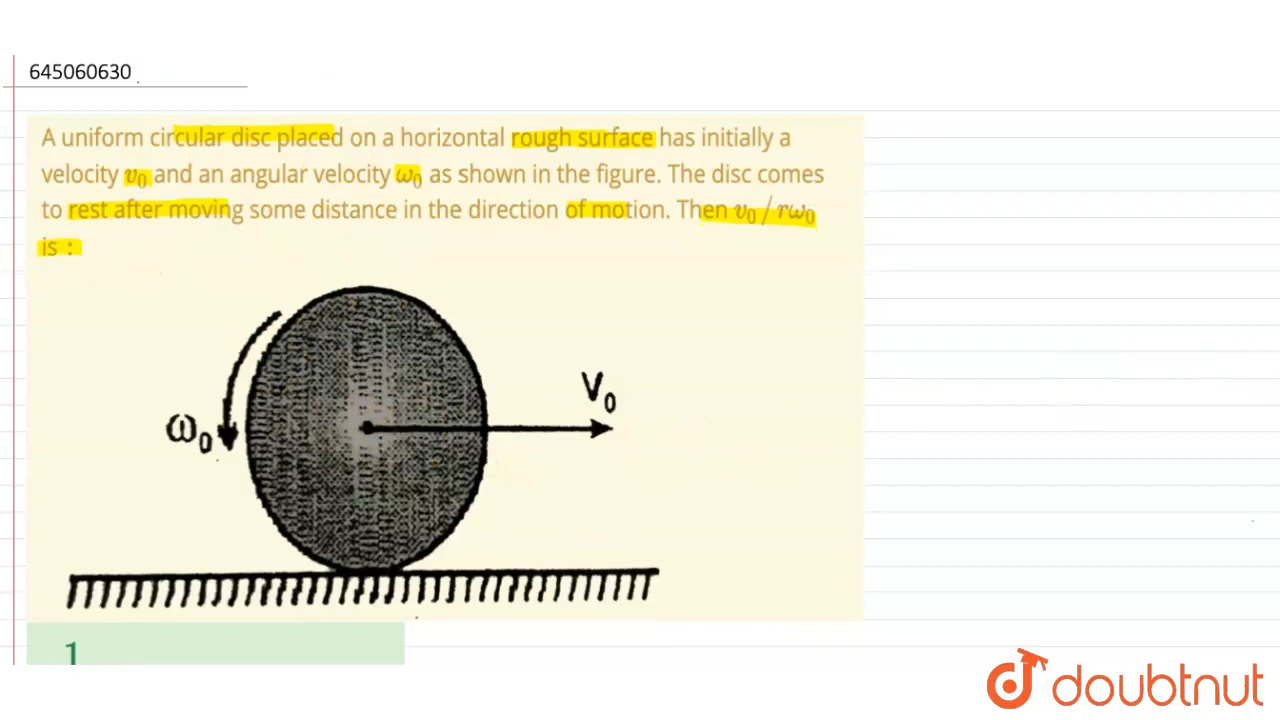 645060630
A uniform circular disc placed on a horizontal rough surface has initially a
velocity v₀ and an angular velocity ω₀ as shown in the figure. The disc comes
to rest after moving some distance in the direction of motion. Then v₀ / rω₀
is :
V₀
ω₀
1
doubtnut